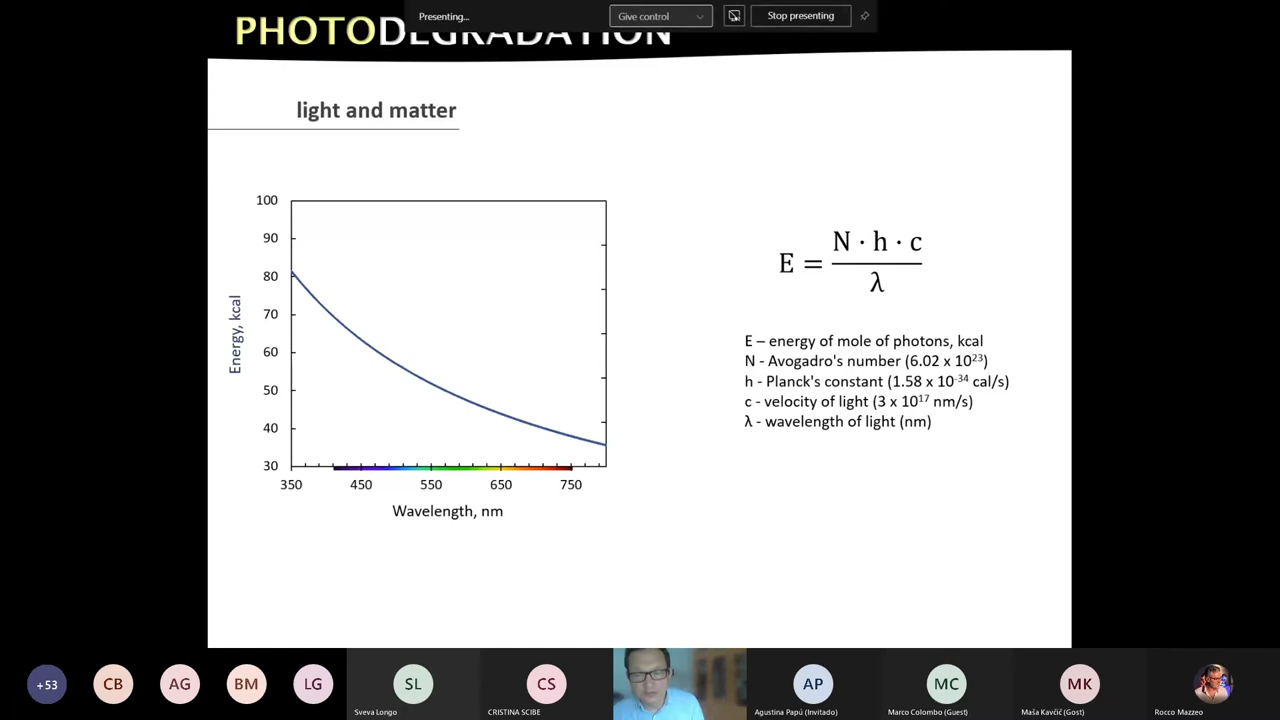 Presenting...
Give control
Stop presenting
PHOTODEGRADATION
light and matter
100
90
80
70
60
50
40
30
Energy, kcal
350 450 550 650 750
Wavelength, nm
E = N · h · c / λ
E – energy of mole of photons, kcal
N - Avogadro's number (6.02 x 10²³)
h - Planck's constant (1.58 x 10⁻³⁴ cal/s)
c - velocity of light (3 x 10¹⁷ nm/s)
λ - wavelength of light (nm)
+53
CB
AG
BM
LG
SL
CS
AP
MC
MK
Sveva Longo
CRISTINA SCIBE
Agustina Papú (Invitado)
Marco Colombo (Guest)
Maša Kavčič (Gost)
Rocco Mazzeo